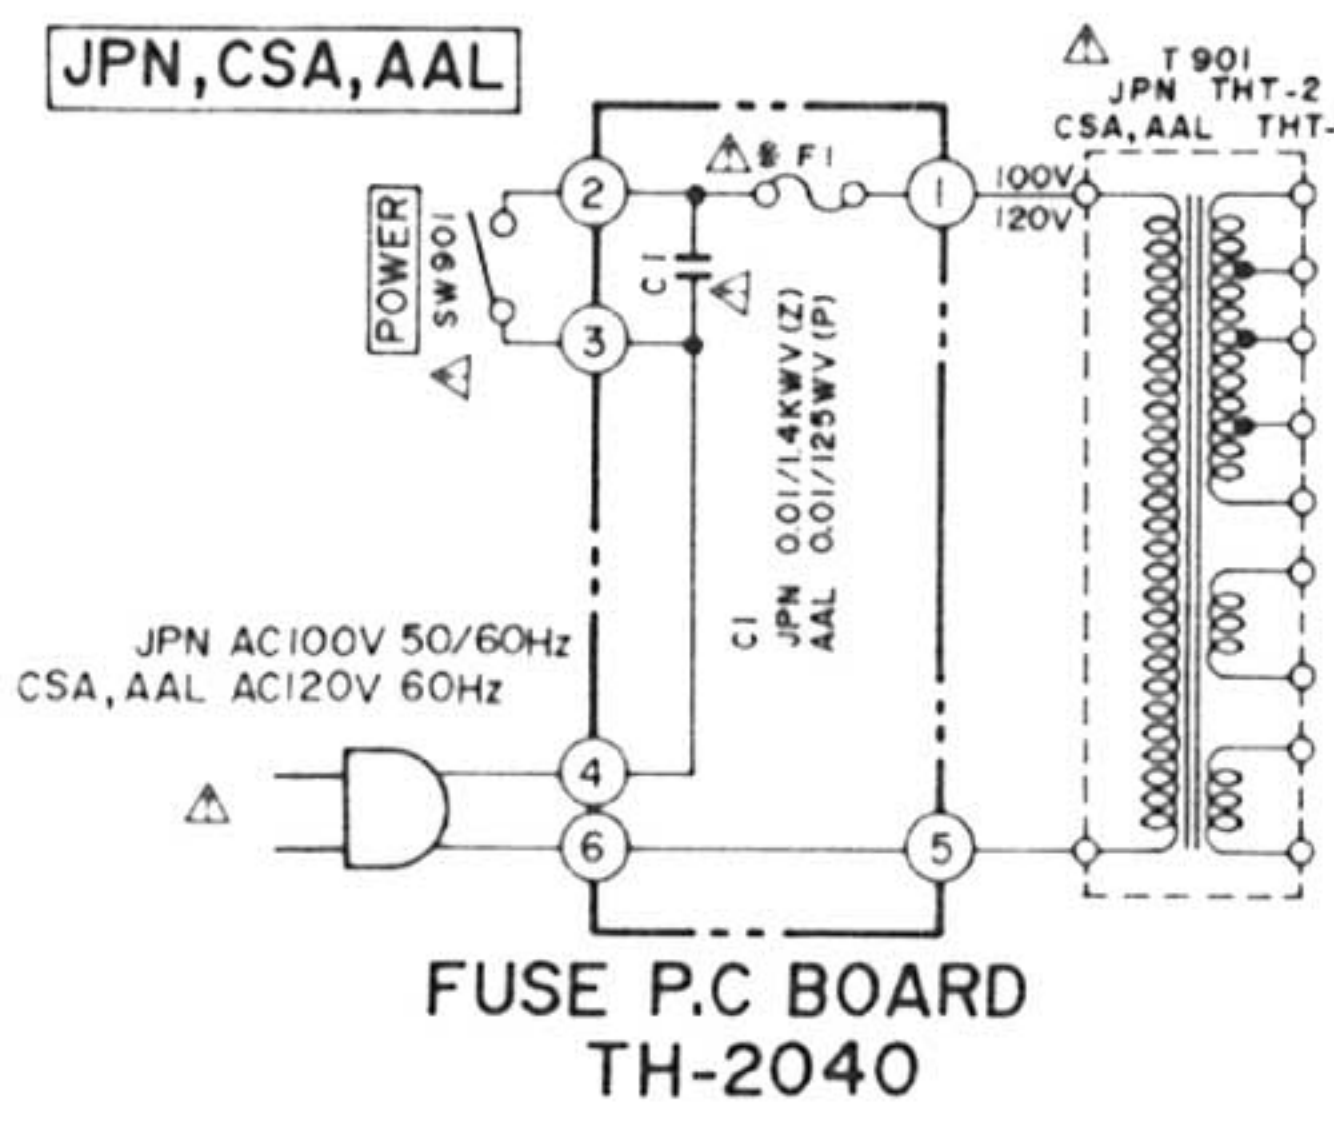 JPN, CSA, AAL
T901
JPN THT-2
CSA, AAL THT-
F1
2
1
100V
120V
POWER
SW901
C1
3
C1
JPN 0.01/1.4KWV(Z)
AAL 0.01/125WV(P)
JPN AC100V 50/60Hz
CSA, AAL AC120V 60Hz
4
6
5
FUSE P.C BOARD
TH-2040